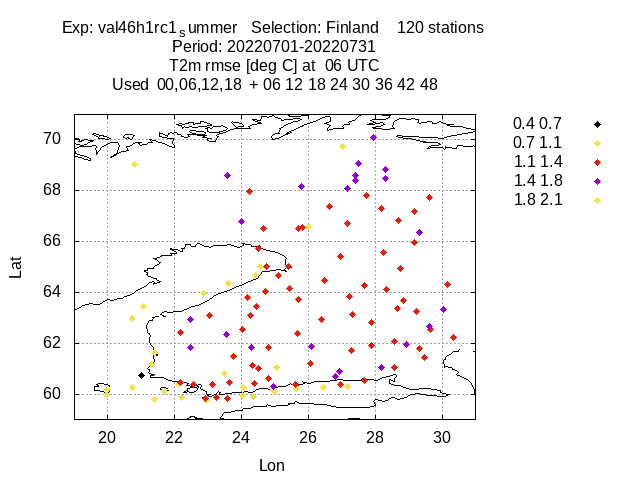 Exp: val46h1rc1summer   Selection: Finland    120 stations
Period: 20220701-20220731
T2m rmse [deg C] at  06 UTC
Used  00,06,12,18  + 06 12 18 24 30 36 42 48
0.4 0.7
0.7 1.1
1.1 1.4
1.4 1.8
1.8 2.1
70
68
66
64
62
60
Lat
20 22 24 26 28 30
Lon